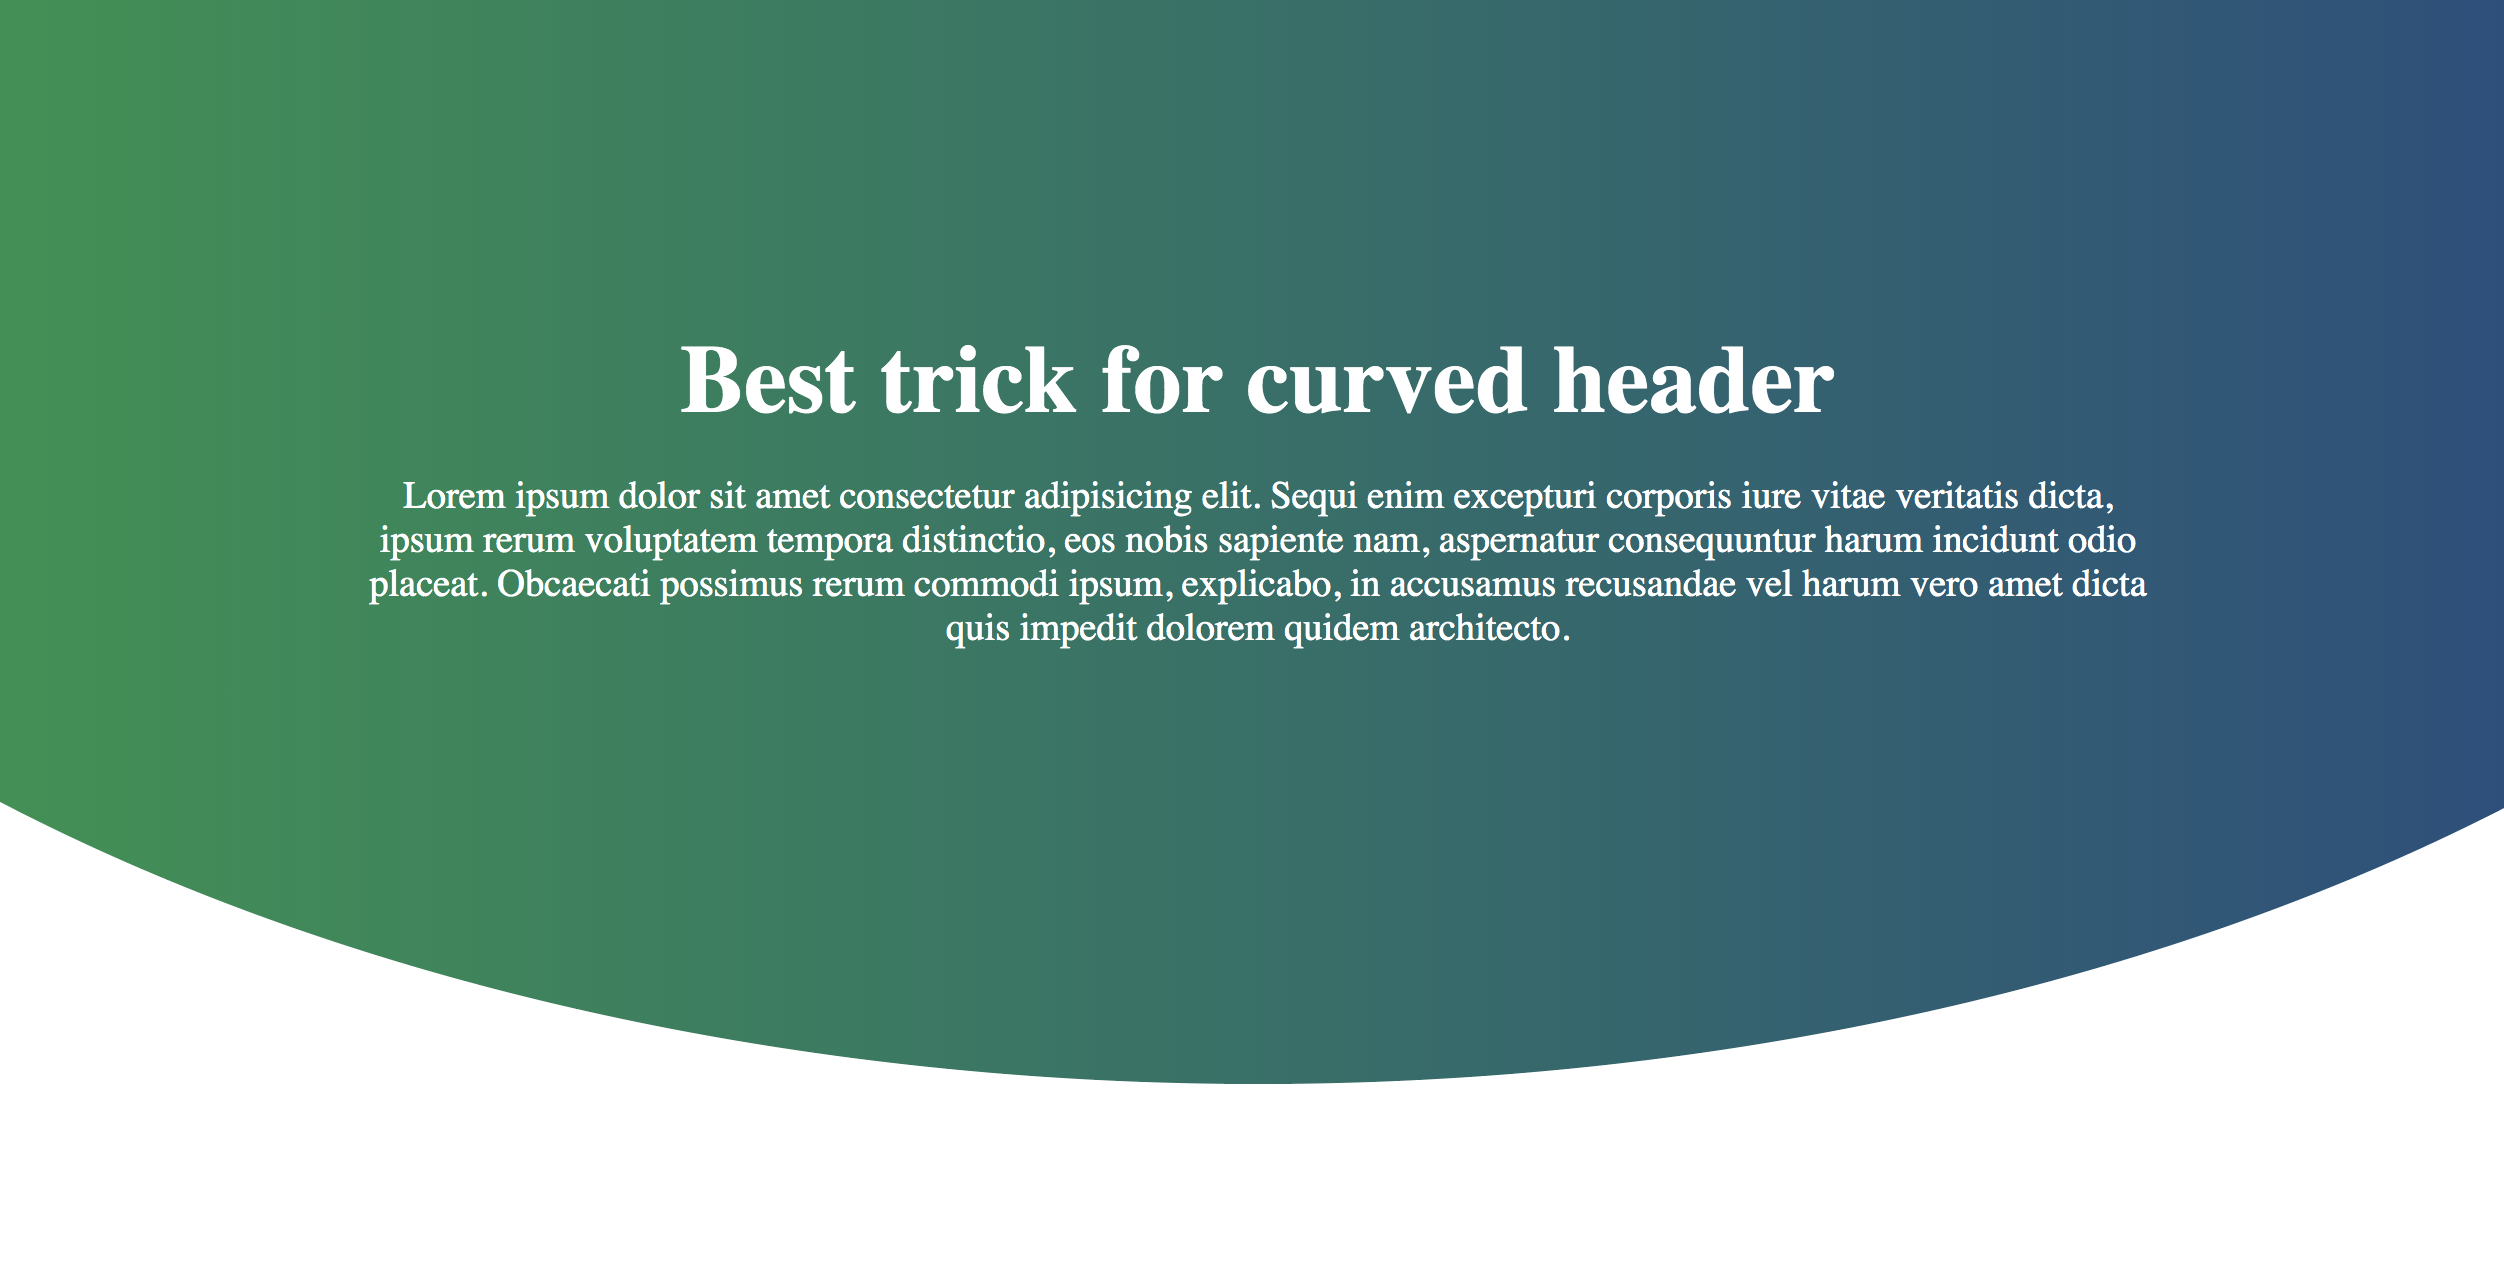 Best trick for curved header
Lorem ipsum dolor sit amet consectetur adipisicing elit. Sequi enim excepturi corporis iure vitae veritatis dicta,
ipsum rerum voluptatem tempora distinctio, eos nobis sapiente nam, aspernatur consequuntur harum incidunt odio
placeat. Obcaecati possimus rerum commodi ipsum, explicabo, in accusamus recusandae vel harum vero amet dicta
quis impedit dolorem quidem architecto.